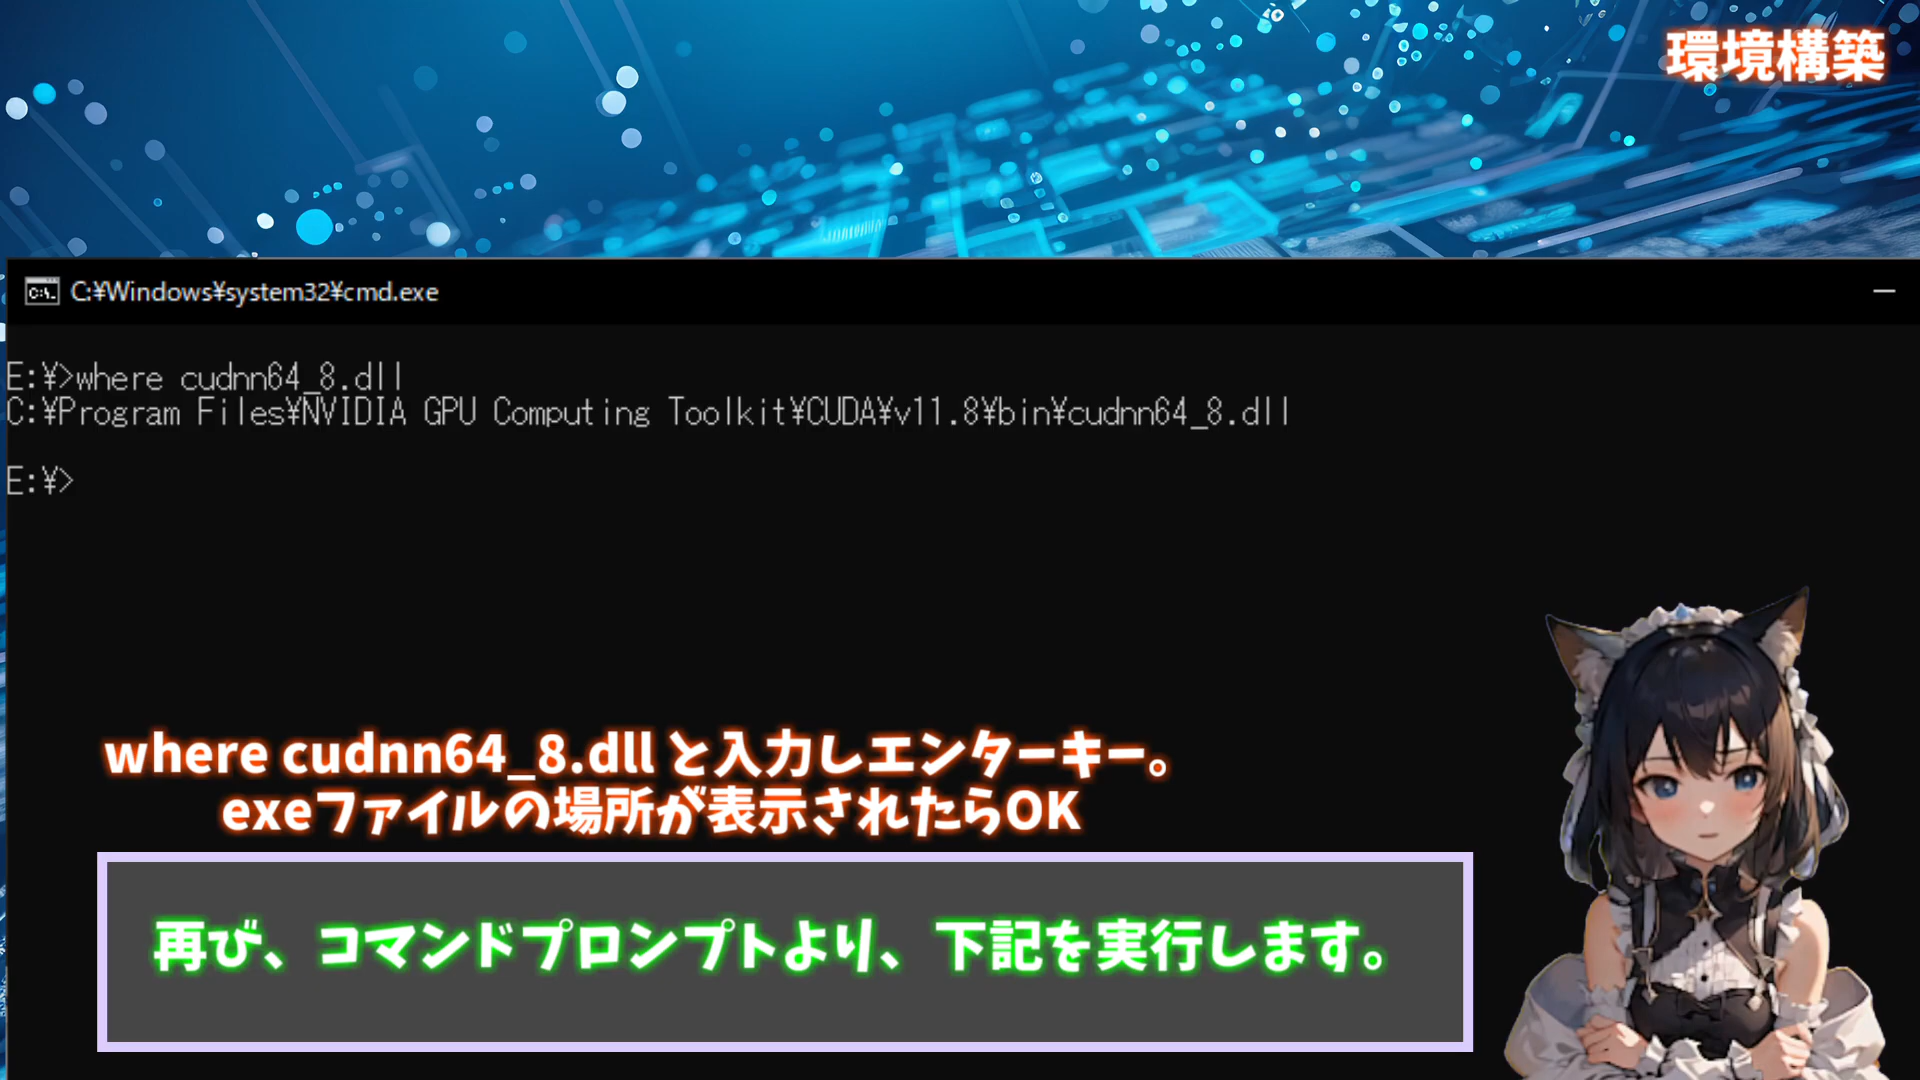 環境構築
C:¥Windows¥system32¥cmd.exe
E:¥>where cudnn64_8.dll
C:¥Program Files¥NVIDIA GPU Computing Toolkit¥CUDA¥v11.8¥bin¥cudnn64_8.dll
E:¥>
where cudnn64_8.dll と入力しエンターキー。
exeファイルの場所が表示されたらOK
再び、コマンドプロンプトより、下記を実行します。